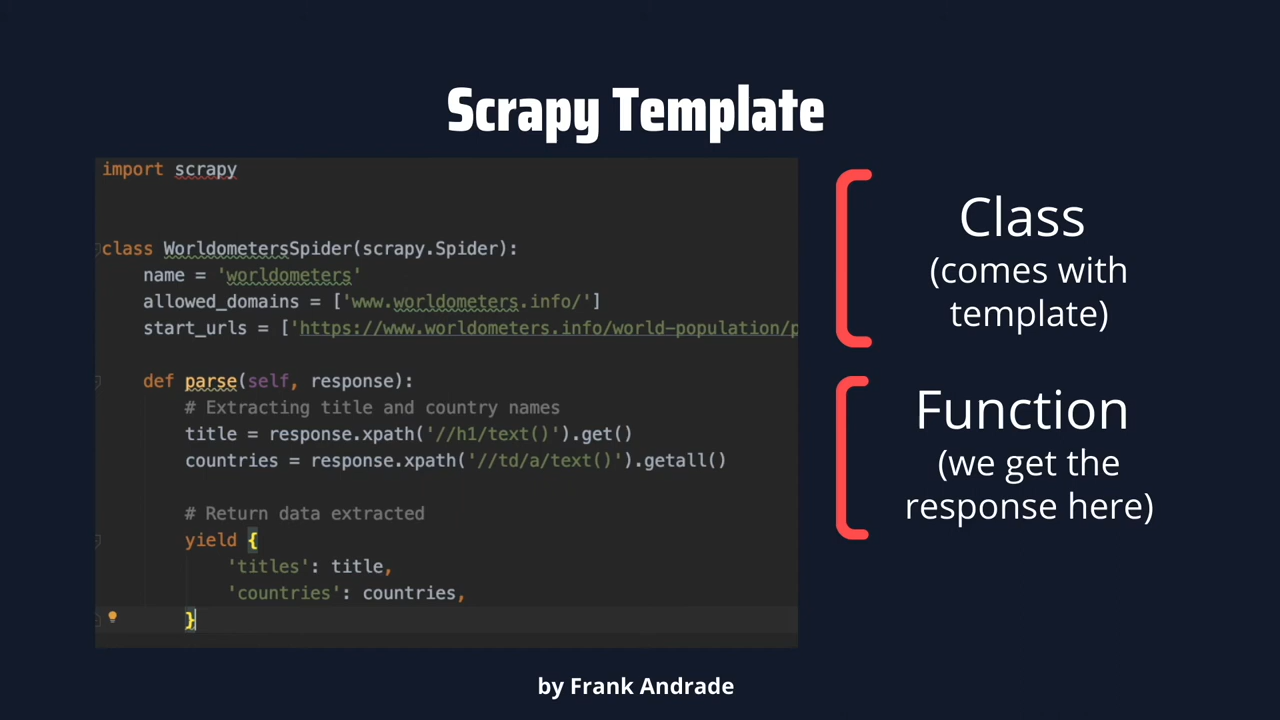 Scrapy Template
import scrapy
class WorldometersSpider(scrapy.Spider):
name = 'worldometers'
allowed_domains = ['www.worldometers.info/']
start_urls = ['https://www.worldometers.info/world-population/p
def parse(self, response):
# Extracting title and country names
title = response.xpath('//h1/text()').get()
countries = response.xpath('//td/a/text()').getall()
# Return data extracted
yield {
'titles': title,
'countries': countries,
}
Class
(comes with
template)
Function
(we get the
response here)
by Frank Andrade